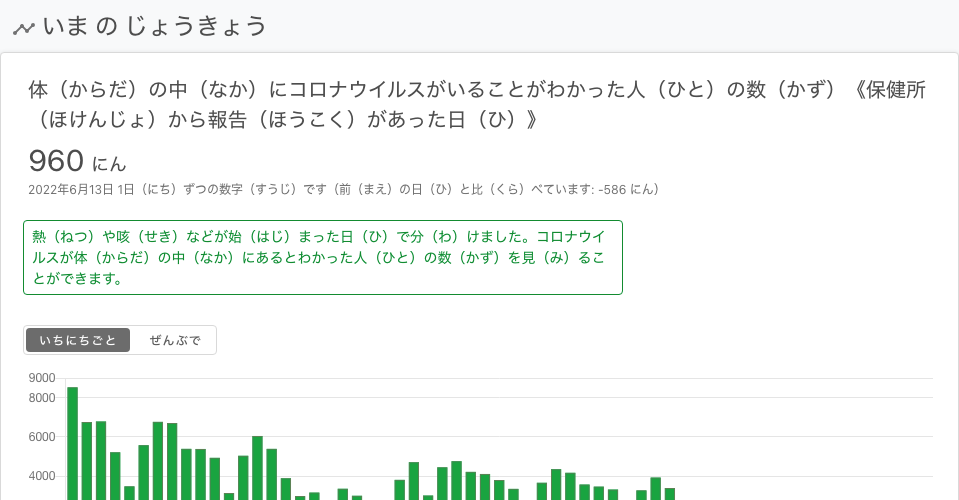 いま の じょうきょう
体（からだ）の中（なか）にコロナウイルスがいることがわかった人（ひと）の数（かず）《保健所
（ほけんじょ）から報告（ほうこく）があった日（ひ）》
960 にん
2022年6月13日 1日（にち）ずつの数字（すうじ）です（前（まえ）の日（ひ）と比（くら）べています: -586 にん）
熱（ねつ）や咳（せき）などが始（はじ）まった日（ひ）で分（わ）けました。コロナウイ
ルスが体（からだ）の中（なか）にあるとわかった人（ひと）の数（かず）を見（み）るこ
とができます。
いちにちごと ぜんぶで
9000
8000
6000
4000